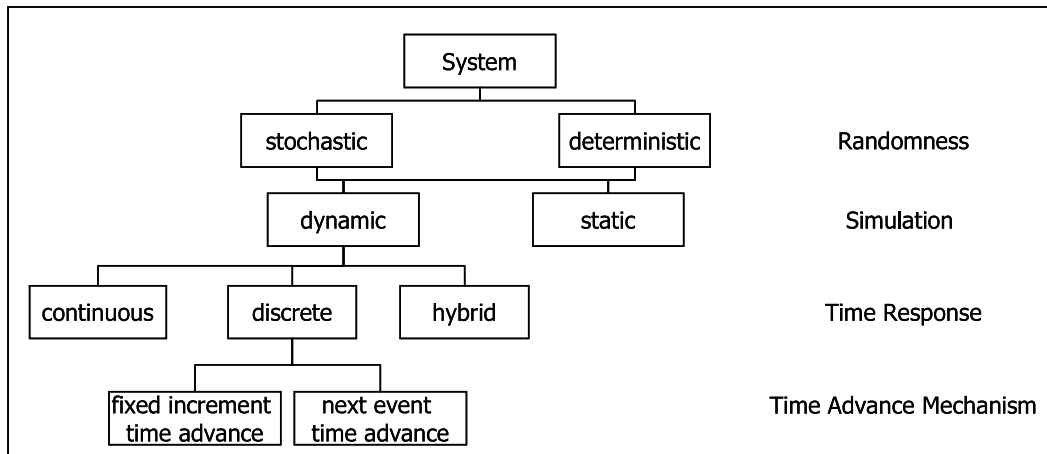 System
stochastic
deterministic
Randomness
dynamic
static
Simulation
continuous
discrete
hybrid
Time Response
fixed increment
time advance
next event
time advance
Time Advance Mechanism